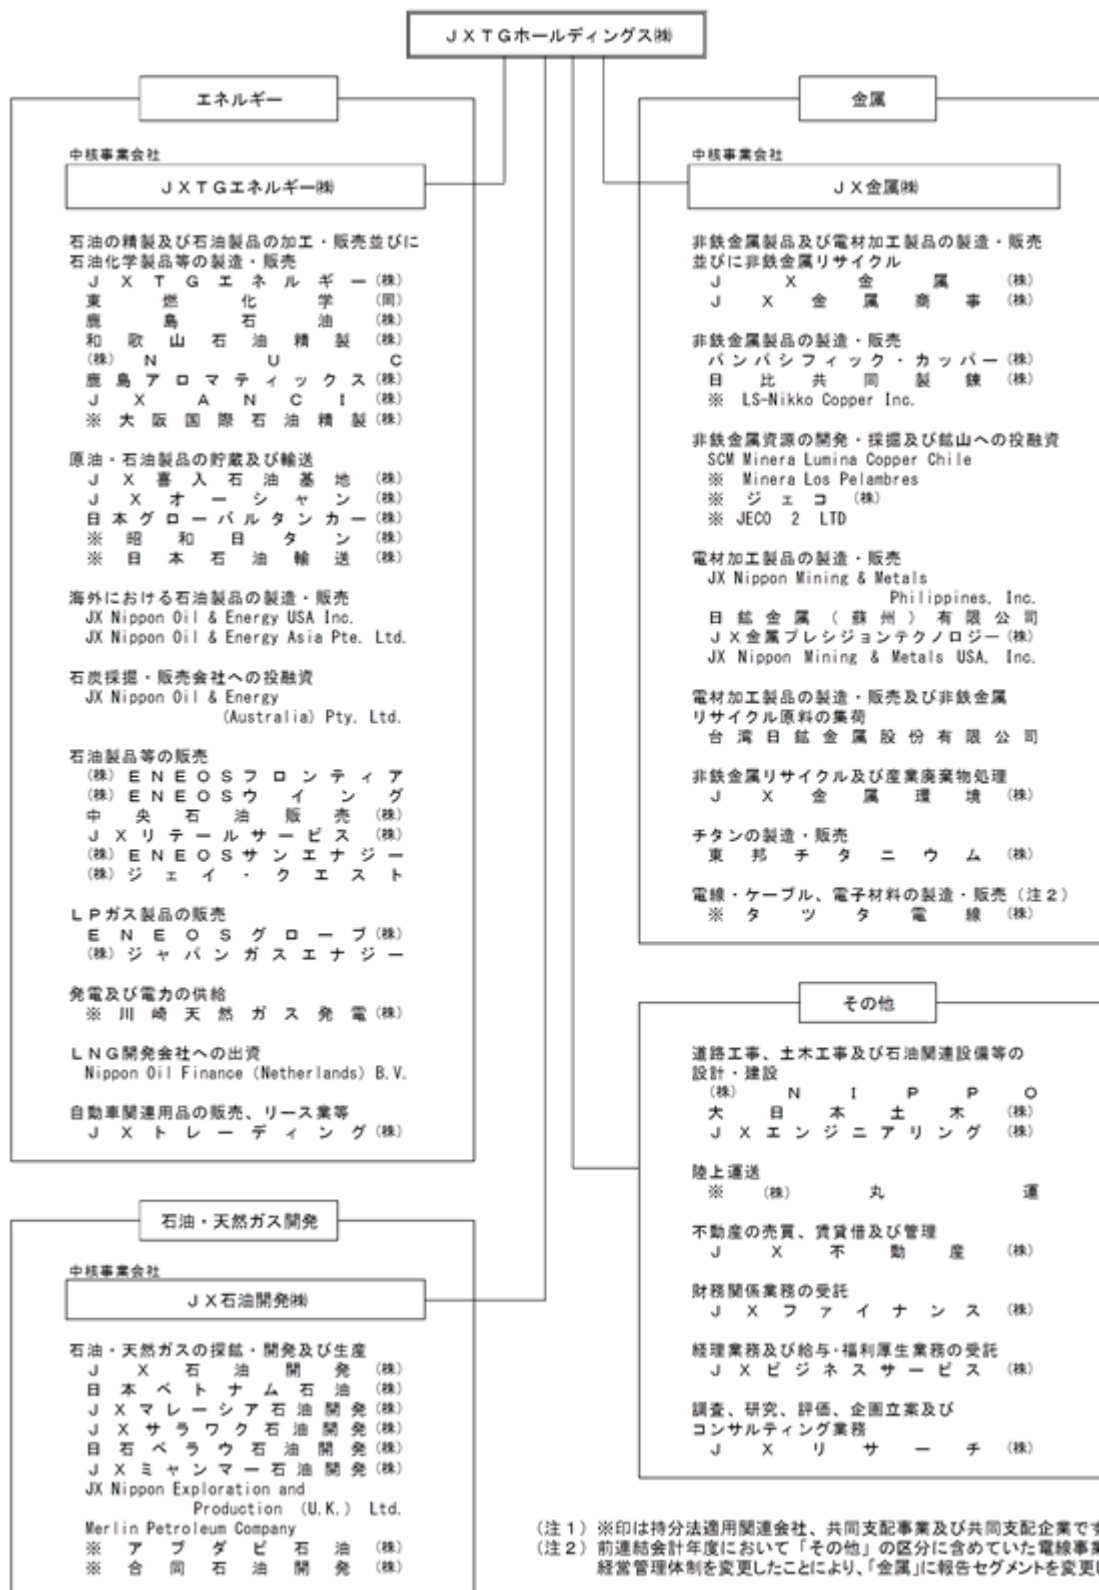 JXTGホールディングス㈱
エネルギー
中核事業会社
JXTGエネルギー㈱
石油の精製及び石油製品の加工・販売並びに
石油化学製品等の製造・販売
JXTGエネルギー(株)
東燃化学(同)
鹿島石油(株)
和歌山石油精製(株)
(株)NUC
鹿島アロマティックス(株)
JX ANCI(株)
※大阪国際石油精製(株)
原油・石油製品の貯蔵及び輸送
JX喜入石油基地(株)
JXオーシャン(株)
日本グローバルタンカー(株)
※昭和日タン(株)
※日本石油輸送(株)
海外における石油製品の製造・販売
JX Nippon Oil & Energy USA Inc.
JX Nippon Oil & Energy Asia Pte. Ltd.
石炭採掘・販売会社への投融資
JX Nippon Oil & Energy
(Australia) Pty. Ltd.
石油製品等の販売
(株)ENEOSフロンティア
(株)ENEOSウイング
中央石油販売(株)
JXリテールサービス(株)
(株)ENEOSサンエナジー
(株)ジェイ・クエスト
LPガス製品の販売
ENEOSグローブ(株)
(株)ジャパンガスエナジー
発電及び電力の供給
※川崎天然ガス発電(株)
LNG開発会社への出資
Nippon Oil Finance (Netherlands) B.V.
自動車関連用品の販売、リース業等
JXトレーディング(株)
石油・天然ガス開発
中核事業会社
JX石油開発㈱
石油・天然ガスの探鉱・開発及び生産
JX石油開発(株)
日本ベトナム石油(株)
JXマレーシア石油開発(株)
JXサラワク石油開発(株)
日石ベラウ石油開発(株)
JXミャンマー石油開発(株)
JX Nippon Exploration and
Production (U.K.) Ltd.
Merlin Petroleum Company
※アブダビ石油(株)
※合同石油開発(株)
金属
中核事業会社
JX金属㈱
非鉄金属製品及び電材加工製品の製造・販売
並びに非鉄金属リサイクル
JX金属(株)
JX金属商事(株)
非鉄金属製品の製造・販売
パンパシフィック・カッパー(株)
日比共同製錬(株)
※ LS-Nikko Copper Inc.
非鉄金属資源の開発・採掘及び鉱山への投融資
SCM Minera Lumina Copper Chile
※ Minera Los Pelambres
※ジェコ(株)
※ JECO 2 LTD
電材加工製品の製造・販売
JX Nippon Mining & Metals
Philippines, Inc.
日鉱金属(蘇州)有限公司
JX金属プレシジョンテクノロジー(株)
JX Nippon Mining & Metals USA, Inc.
電材加工製品の製造・販売及び非鉄金属
リサイクル原料の集荷
台湾日鉱金属股份有限公司
非鉄金属リサイクル及び産業廃棄物処理
JX金属環境(株)
チタンの製造・販売
東邦チタニウム(株)
電線・ケーブル、電子材料の製造・販売(注2)
※タツタ電線(株)
その他
道路工事、土木工事及び石油関連設備等の
設計・建設
(株)NIPPO
大日本土木(株)
JXエンジニアリング(株)
陸上運送
※(株)丸運
不動産の売買、賃貸借及び管理
JX不動産(株)
財務関係業務の受託
JXファイナンス(株)
経理業務及び給与・福利厚生業務の受託
JXビジネスサービス(株)
調査、研究、評価、企画立案及び
コンサルティング業務
JXリサーチ(株)
(注1)※印は持分法適用関連会社、共同支配事業及び共同支配企業です
(注2)前連結会計年度において「その他」の区分に含めていた電線事業
経営管理体制を変更したことにより、「金属」に報告セグメントを変更し